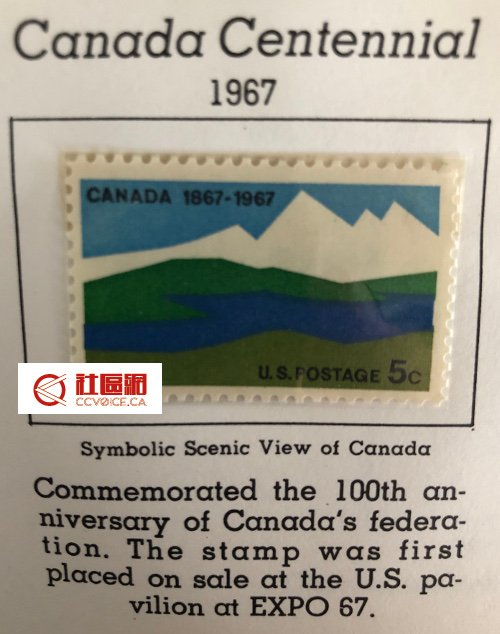 Canada Centennial
1967
CANADA 1867-1967
U.S. POSTAGE 5c
社區網
CCVOICE.CA
Symbolic Scenic View of Canada
Commemorated the 100th an-
niversary of Canada's federa-
tion. The stamp was first
placed on sale at the U.S. pa-
vilion at EXPO 67.